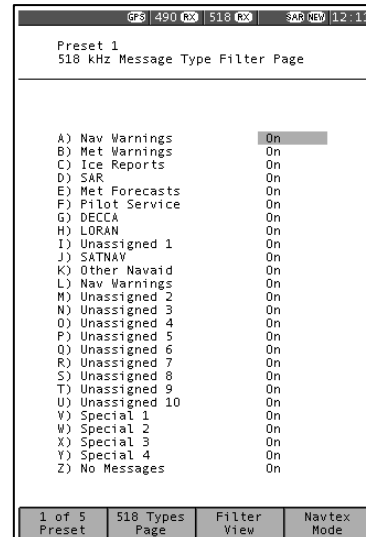 GPS 490 RX 518 RX SAR NEW 12:11
Preset 1
518 kHz Message Type Filter Page
A) Nav Warnings On
B) Met Warnings On
C) Ice Reports On
D) SAR On
E) Met Forecasts On
F) Pilot Service On
G) DECCA On
H) LORAN On
I) Unassigned 1 On
J) SATNAV On
K) Other Navaid On
L) Nav Warnings On
M) Unassigned 2 On
N) Unassigned 3 On
O) Unassigned 4 On
P) Unassigned 5 On
Q) Unassigned 6 On
R) Unassigned 7 On
S) Unassigned 8 On
T) Unassigned 9 On
U) Unassigned 10 On
V) Special 1 On
W) Special 2 On
X) Special 3 On
Y) Special 4 On
Z) No Messages On
1 of 5 518 Types Filter Navtex
Preset Page View Mode